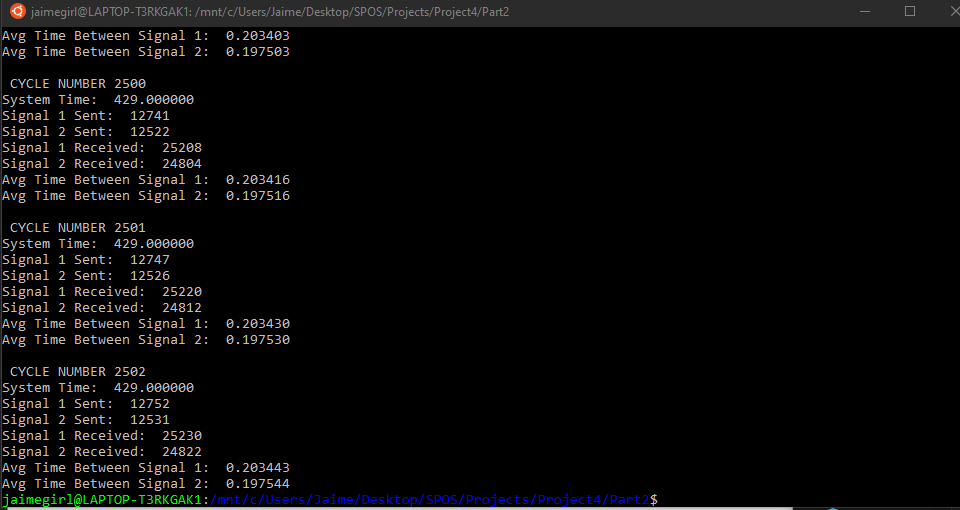 jaimegirl@LAPTOP-T3RKGAK1: /mnt/c/Users/Jaime/Desktop/SPOS/Projects/Project4/Part2
Avg Time Between Signal 1:  0.203403
Avg Time Between Signal 2:  0.197503
 CYCLE NUMBER 2500
System Time:  429.000000
Signal 1 Sent:  12741
Signal 2 Sent:  12522
Signal 1 Received:  25208
Signal 2 Received:  24804
Avg Time Between Signal 1:  0.203416
Avg Time Between Signal 2:  0.197516
 CYCLE NUMBER 2501
System Time:  429.000000
Signal 1 Sent:  12747
Signal 2 Sent:  12526
Signal 1 Received:  25220
Signal 2 Received:  24812
Avg Time Between Signal 1:  0.203430
Avg Time Between Signal 2:  0.197530
 CYCLE NUMBER 2502
System Time:  429.000000
Signal 1 Sent:  12752
Signal 2 Sent:  12531
Signal 1 Received:  25230
Signal 2 Received:  24822
Avg Time Between Signal 1:  0.203443
Avg Time Between Signal 2:  0.197544
jaimegirl@LAPTOP-T3RKGAK1:/mnt/c/Users/Jaime/Desktop/SPOS/Projects/Project4/Part2$